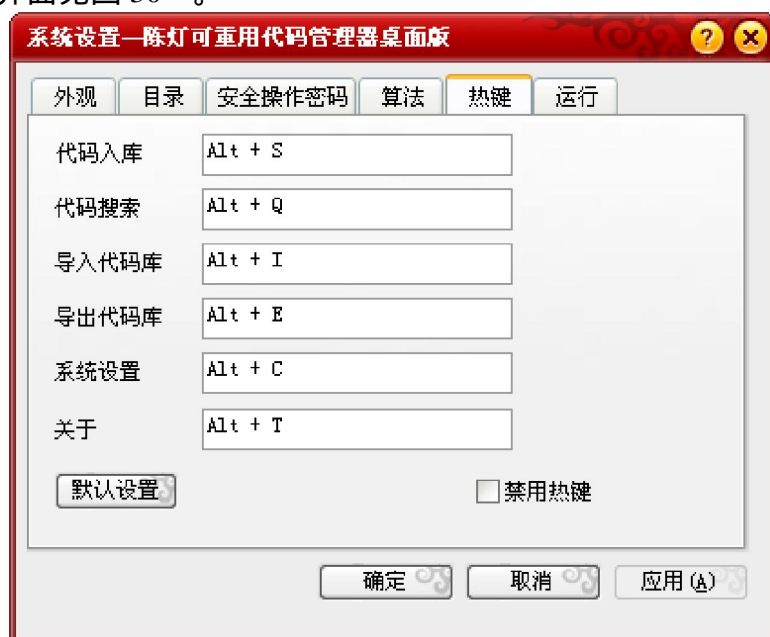 系统设置—陈灯可重用代码管理器桌面版
外观 目录 安全操作密码 算法 热键 运行
代码入库 Alt + S
代码搜索 Alt + Q
导入代码库 Alt + I
导出代码库 Alt + E
系统设置 Alt + C
关于 Alt + T
默认设置 禁用热键
确定 取消 应用(A)